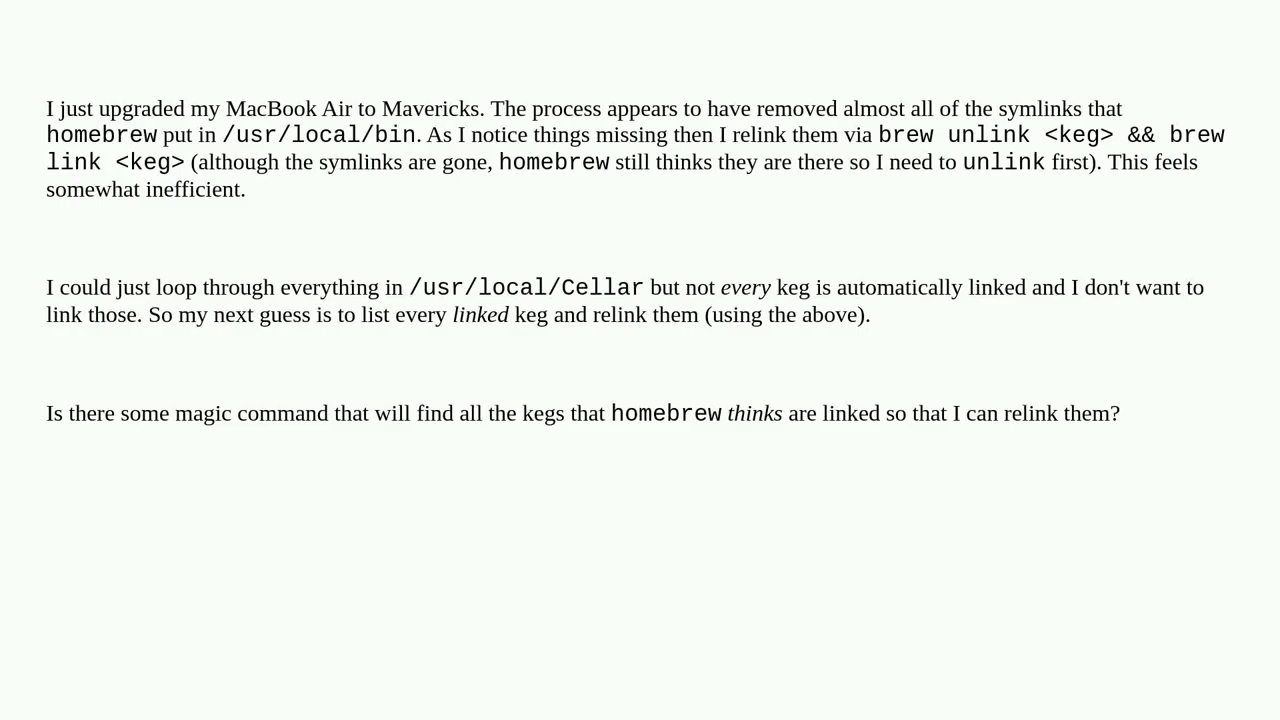 I just upgraded my MacBook Air to Mavericks. The process appears to have removed almost all of the symlinks that
homebrew put in /usr/local/bin. As I notice things missing then I relink them via brew unlink <keg> && brew
link <keg> (although the symlinks are gone, homebrew still thinks they are there so I need to unlink first). This feels
somewhat inefficient.
I could just loop through everything in /usr/local/Cellar but not every keg is automatically linked and I don't want to
link those. So my next guess is to list every linked keg and relink them (using the above).
Is there some magic command that will find all the kegs that homebrew thinks are linked so that I can relink them?